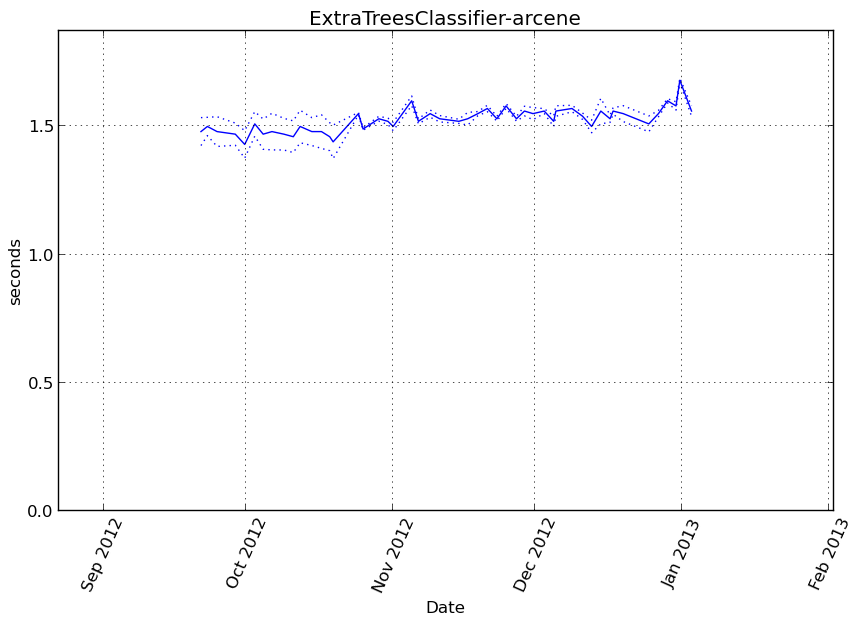 ExtraTreesClassifier-arcene
seconds
1.5
1.0
0.5
0.0
Sep 2012
Oct 2012
Nov 2012
Dec 2012
Jan 2013
Feb 2013
Date